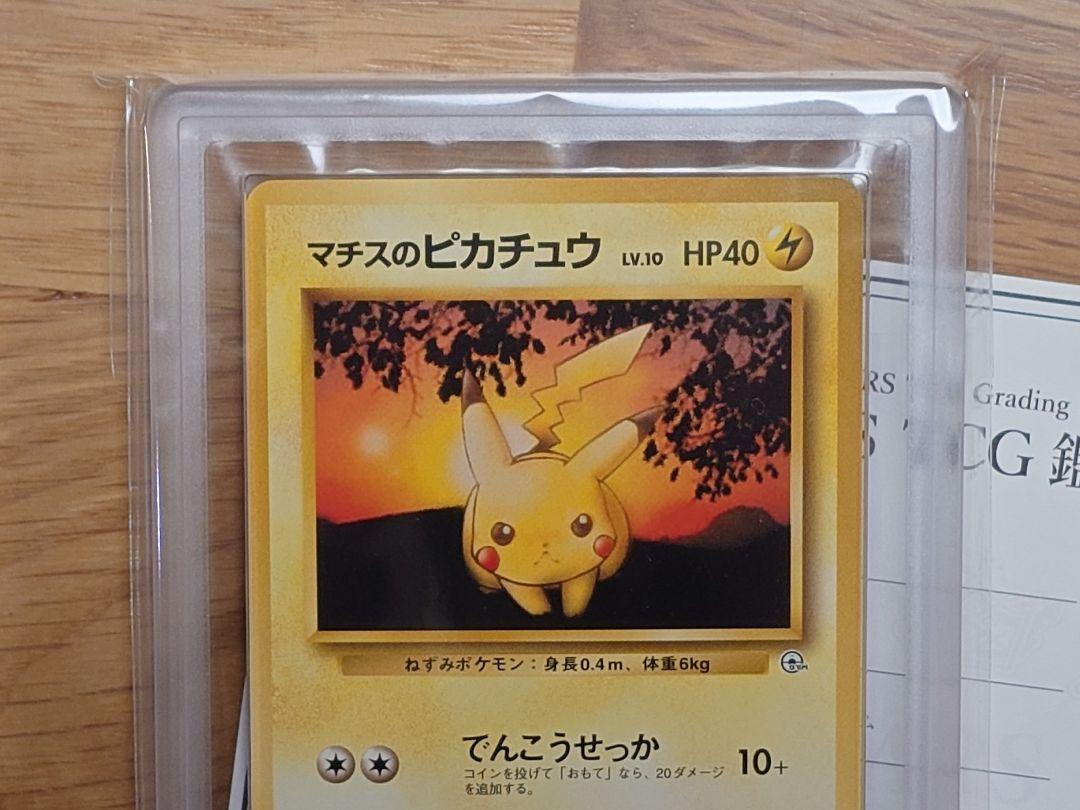 マチスのピカチュウ LV.10 HP40
Grading
CG 鑑
ねずみポケモン：身長0.4m、体重6kg
でんこうせっか 10+
コインを投げて「おもて」なら、20ダメージ
を追加する。